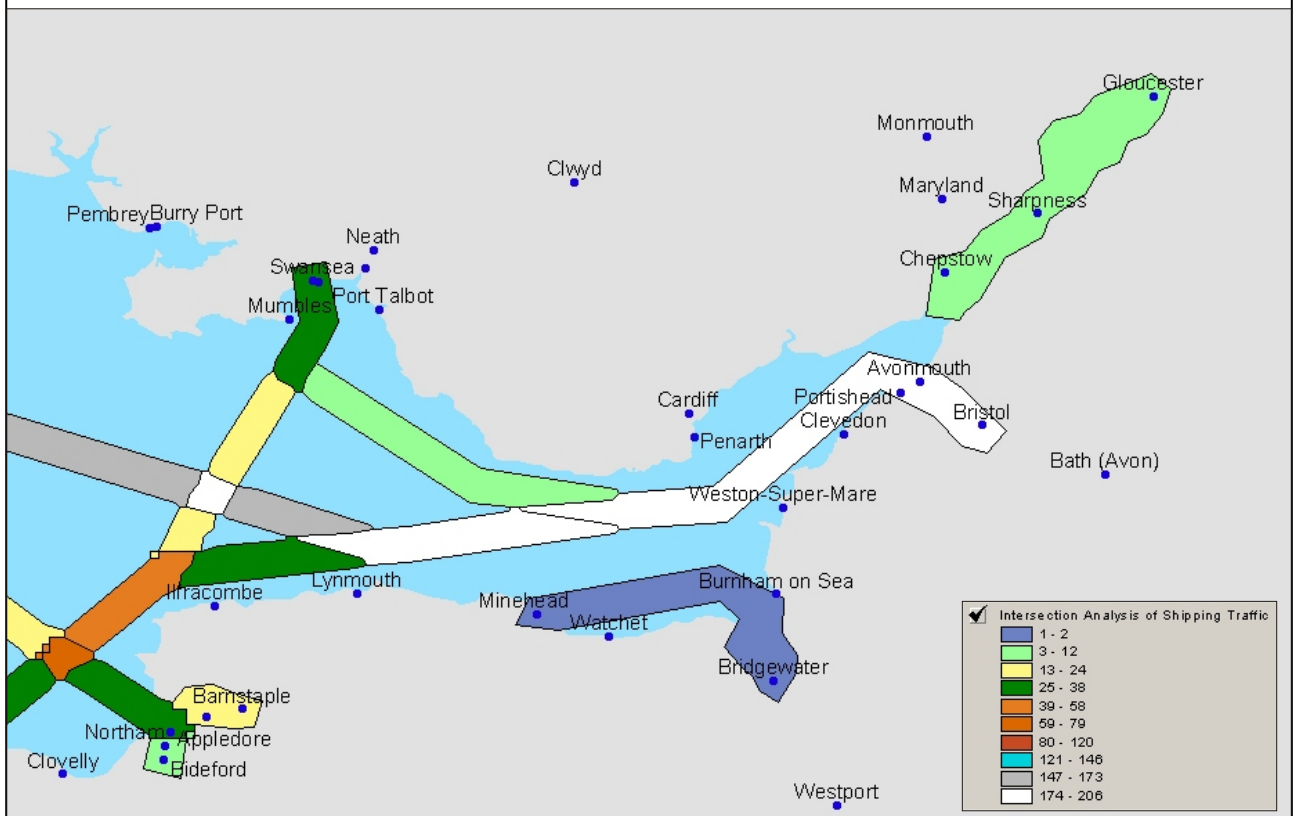 Gloucester
Monmouth
Clwyd
Maryland
Sharpness
Pembrey Burry Port
Neath
Chepstow
Swansea
Port Talbot
Mumbles
Avonmouth
Portishead
Cardiff
Bristol
Clevedon
Penarth
Bath (Avon)
Weston-Super-Mare
Lynmouth
Burnham on Sea
Ilfracombe
Minehead
Watchet
Bridgewater
Barnstaple
Northam
Appledore
Clovelly
Bideford
Westport
Intersection Analysis of Shipping Traffic
1 - 2
3 - 12
13 - 24
25 - 38
39 - 58
59 - 79
80 - 120
121 - 146
147 - 173
174 - 206